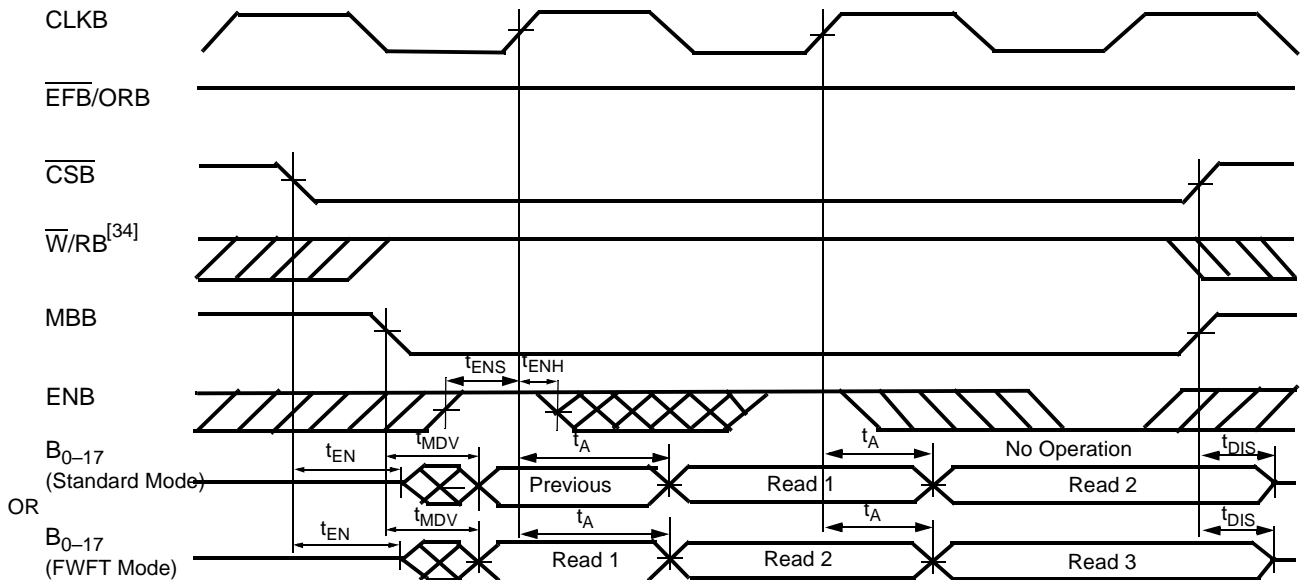 CLKB
EFB/ORB
CSB
W/RB[34]
MBB
tENS tENH
ENB
tMDV tA tA No Operation
B0–17 tEN tDIS
(Standard Mode) Previous Read 1 Read 2
OR
tMDV tA tA
B0–17 tEN tDIS
(FWFT Mode) Read 1 Read 2 Read 3